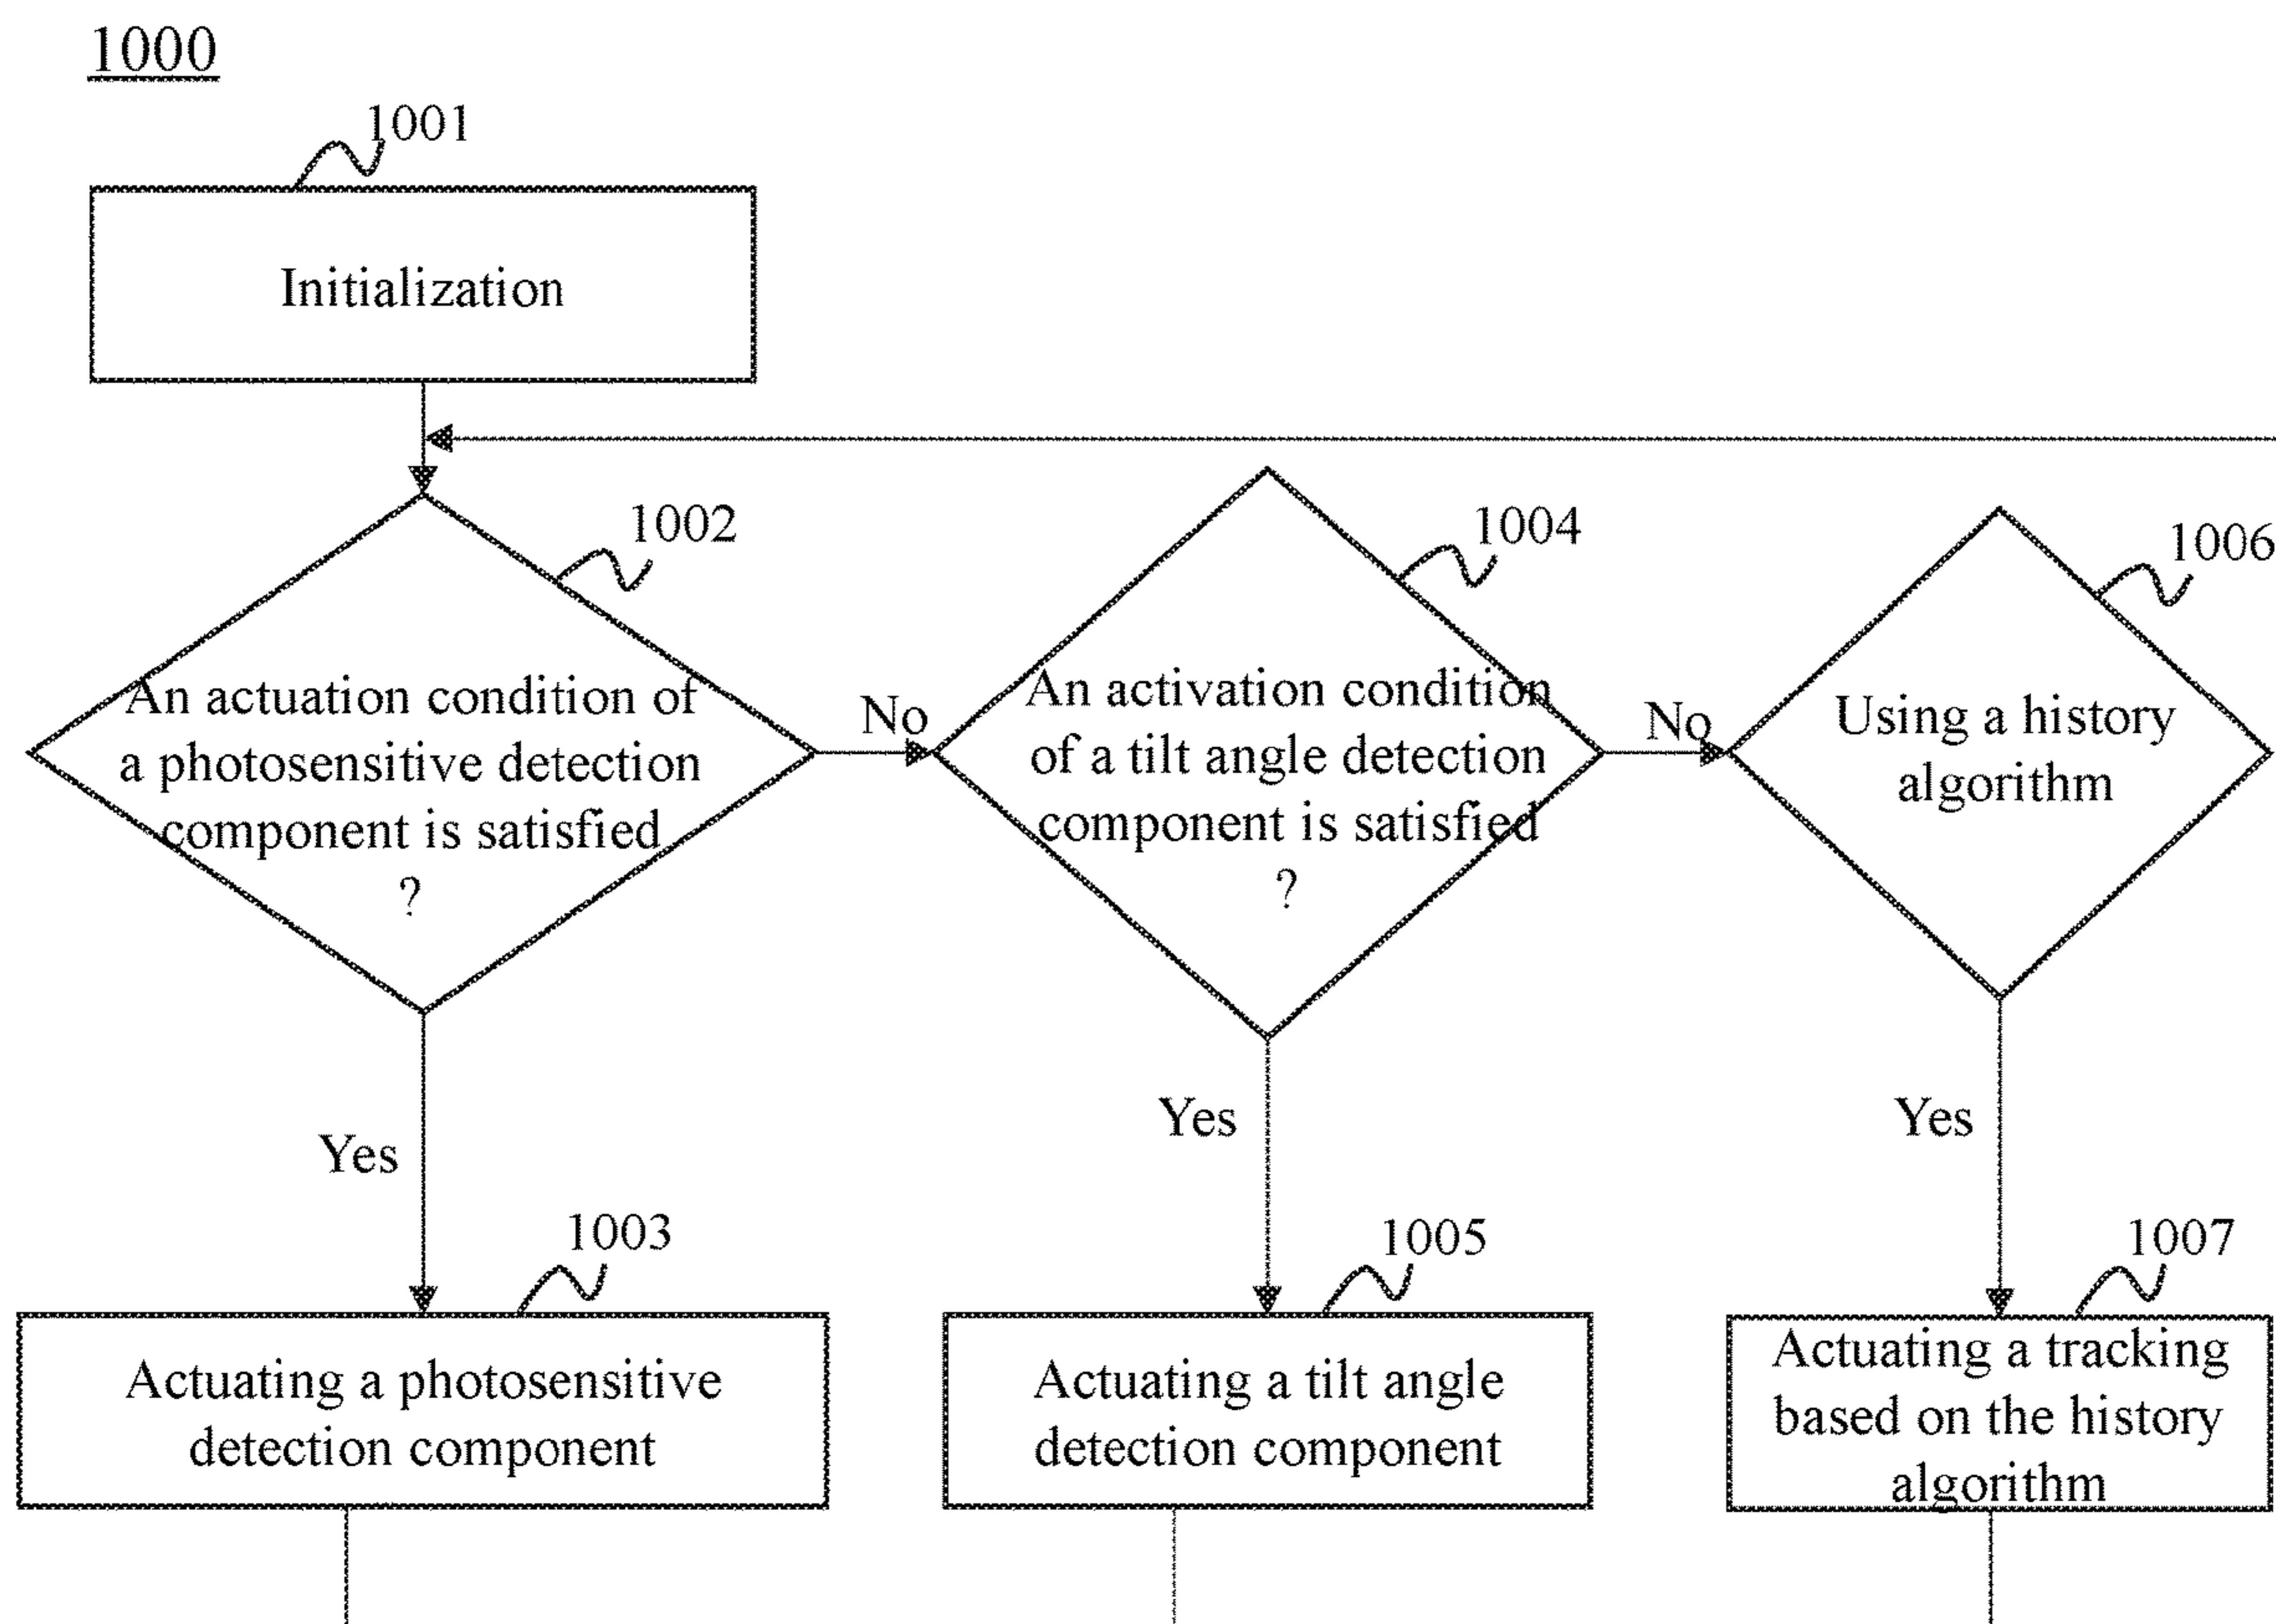 1000
1001
Initialization
1002
An actuation condition of
a photosensitive detection
component is satisfied
?
No
1004
An activation condition
of a tilt angle detection
component is satisfied
?
No
1006
Using a history
algorithm
Yes
Yes
Yes
1003
Actuating a photosensitive
detection component
1005
Actuating a tilt angle
detection component
1007
Actuating a tracking
based on the history
algorithm